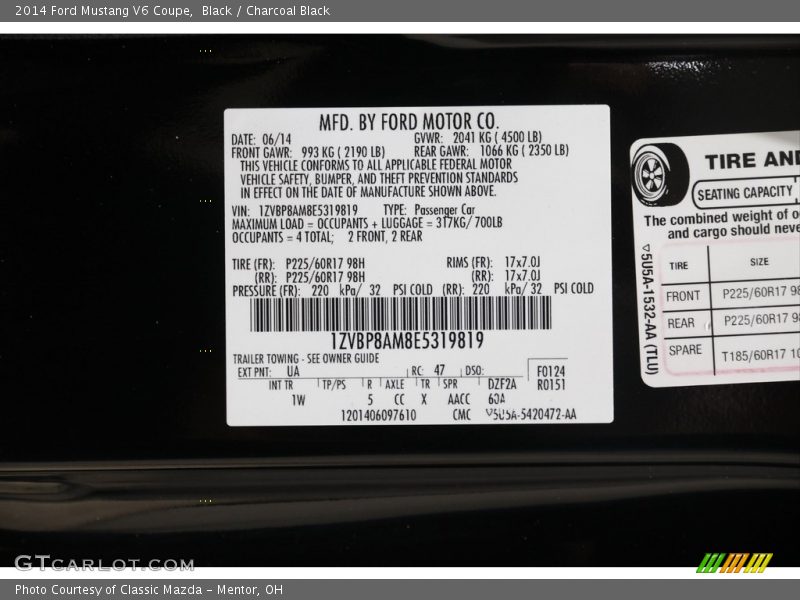 2014 Ford Mustang V6 Coupe,  Black / Charcoal Black
MFD. BY FORD MOTOR CO.
DATE: 06/14 GVWR: 2041 KG ( 4500 LB)
FRONT GAWR: 993 KG ( 2190 LB) REAR GAWR: 1066 KG ( 2350 LB)
THIS VEHICLE CONFORMS TO ALL APPLICABLE FEDERAL MOTOR
VEHICLE SAFETY, BUMPER, AND THEFT PREVENTION STANDARDS
IN EFFECT ON THE DATE OF MANUFACTURE SHOWN ABOVE.
VIN: 1ZVBP8AM8E5319819 TYPE: Passenger Car
MAXIMUM LOAD = OCCUPANTS + LUGGAGE = 317KG/ 700LB
OCCUPANTS = 4 TOTAL; 2 FRONT, 2 REAR
TIRE (FR): P225/60R17 98H RIMS (FR): 17x7.0J
(RR): P225/60R17 98H (RR): 17x7.0J
PRESSURE (FR): 220 kPa/ 32 PSI COLD (RR): 220 kPa/ 32 PSI COLD
1ZVBP8AM8E5319819
TRAILER TOWING - SEE OWNER GUIDE
EXT PNT: UA RC: 47 DSO: F0124
INT TR TP/PS R AXLE TR SPR DZF2A R0151
1W 5 CC X AACC 60A
1201406097610 CMC 5U5A-5420472-AA
TIRE AND
SEATING CAPACITY
The combined weight of o
and cargo should neve
TIRE SIZE
FRONT P225/60R17 98
REAR P225/60R17 98
SPARE T185/60R17 10
5U5A-1532-AA (TLU)
GTCARLOT.COM
Photo Courtesy of Classic Mazda – Mentor, OH